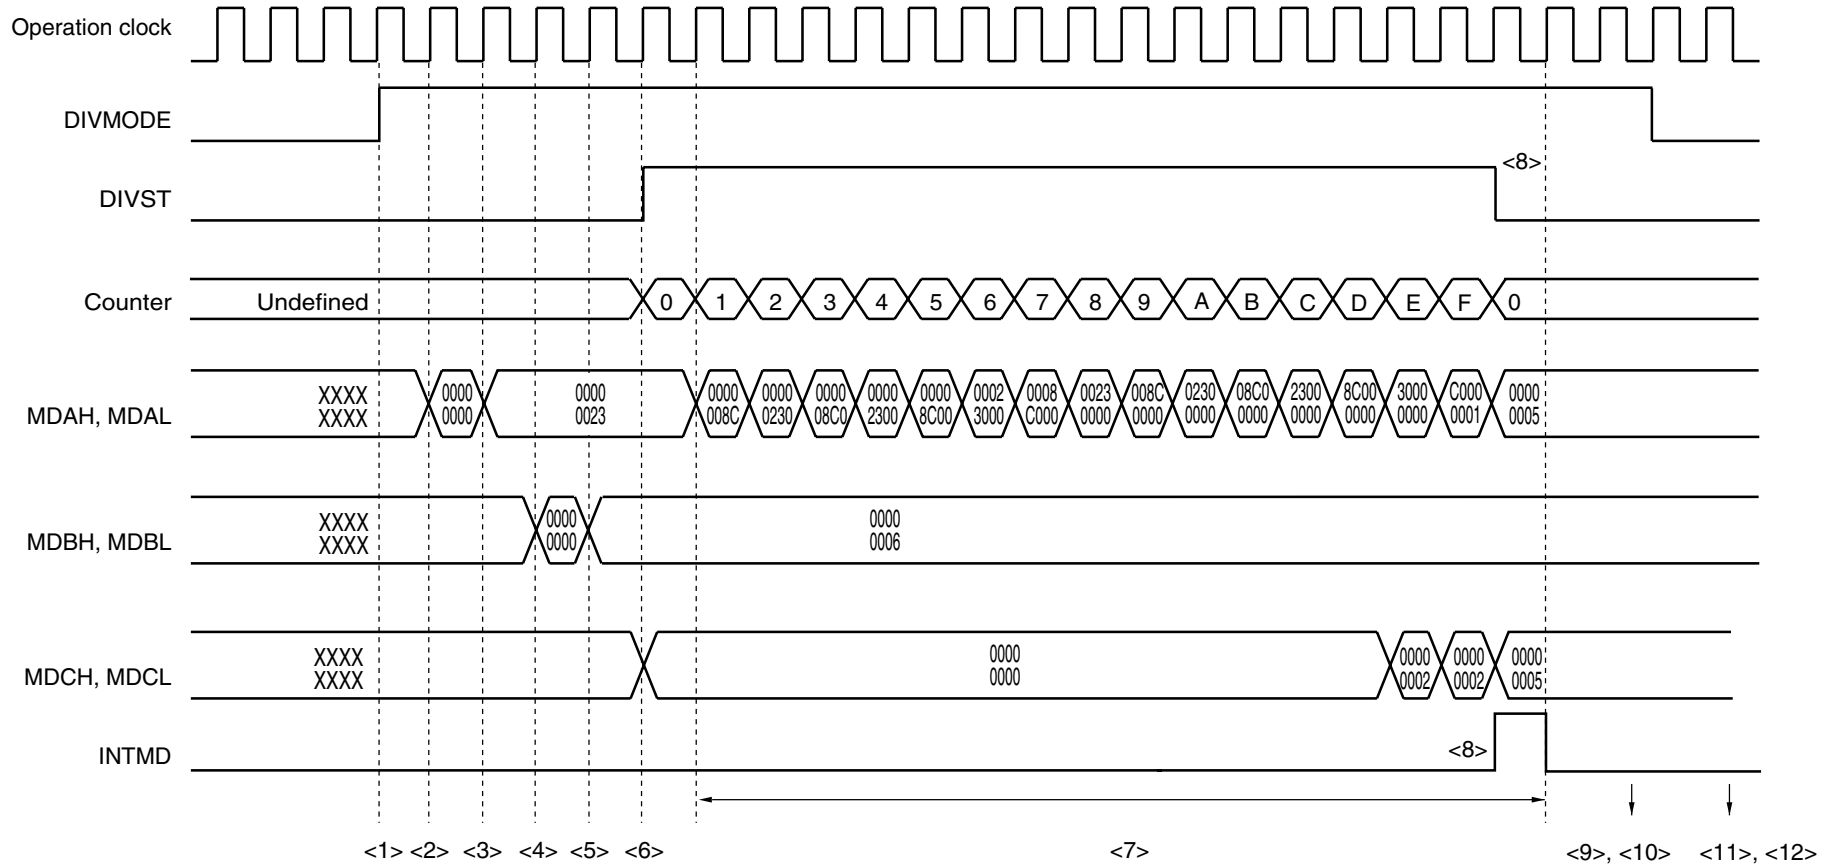 Operation clock
DIVMODE
<8>
DIVST
Counter Undefined 0 1 2 3 4 5 6 7 8 9 A B C D E F 0
XXXX 0000 0000 0000 0000 0000 0000 0000 0002 0008 0023 008C 0230 08C0 2300 8C00 3000 C000 0000
MDAH, MDAL
XXXX 0000 0023 008C 0230 08C0 2300 8C00 3000 C000 0000 0000 0000 0000 0000 0000 0000 0001 0005
XXXX 0000 0000
MDBH, MDBL
XXXX 0000 0006
XXXX 0000 0000 0000 0000
MDCH, MDCL
XXXX 0000 0002 0002 0005
INTMD <8>
<1> <2> <3> <4> <5> <6> <7> <9>, <10> <11>, <12>